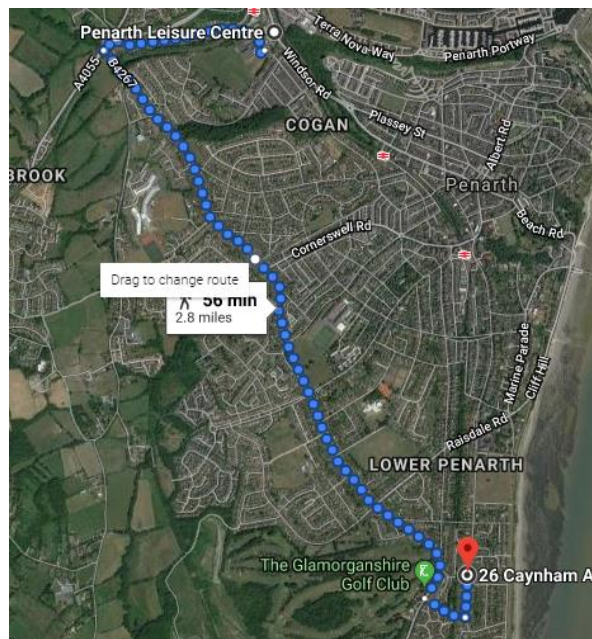 Penarth Leisure Centre
Terra Nova Way
Penarth Portway
A4055
B4267
Windsor Rd
Plassey St
COGAN
Albert Rd
BROOK
Penarth
Beach Rd
Cornerswell Rd
Drag to change route
56 min
2.8 miles
Marine Parade
Cliff Hill
Raisdale Rd
LOWER PENARTH
The Glamorganshire
Golf Club
26 Caynham A